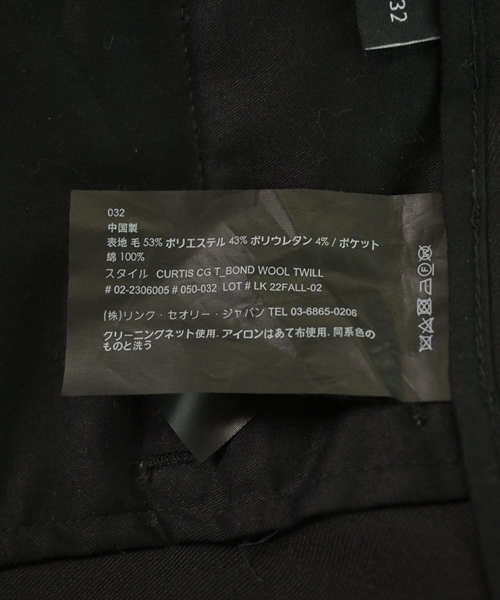 32
032
中国製
表地 毛 53% ポリエステル 43% ポリウレタン 4% / ポケット
綿 100%
スタイル CURTIS CG T_BOND WOOL TWILL
# 02-2306005 # 050-032 LOT # LK 22FALL-02
(株)リンク・セオリー・ジャパン TEL 03-6865-0206
クリーニングネット使用. アイロンはあて布使用. 同系色の
ものと洗う